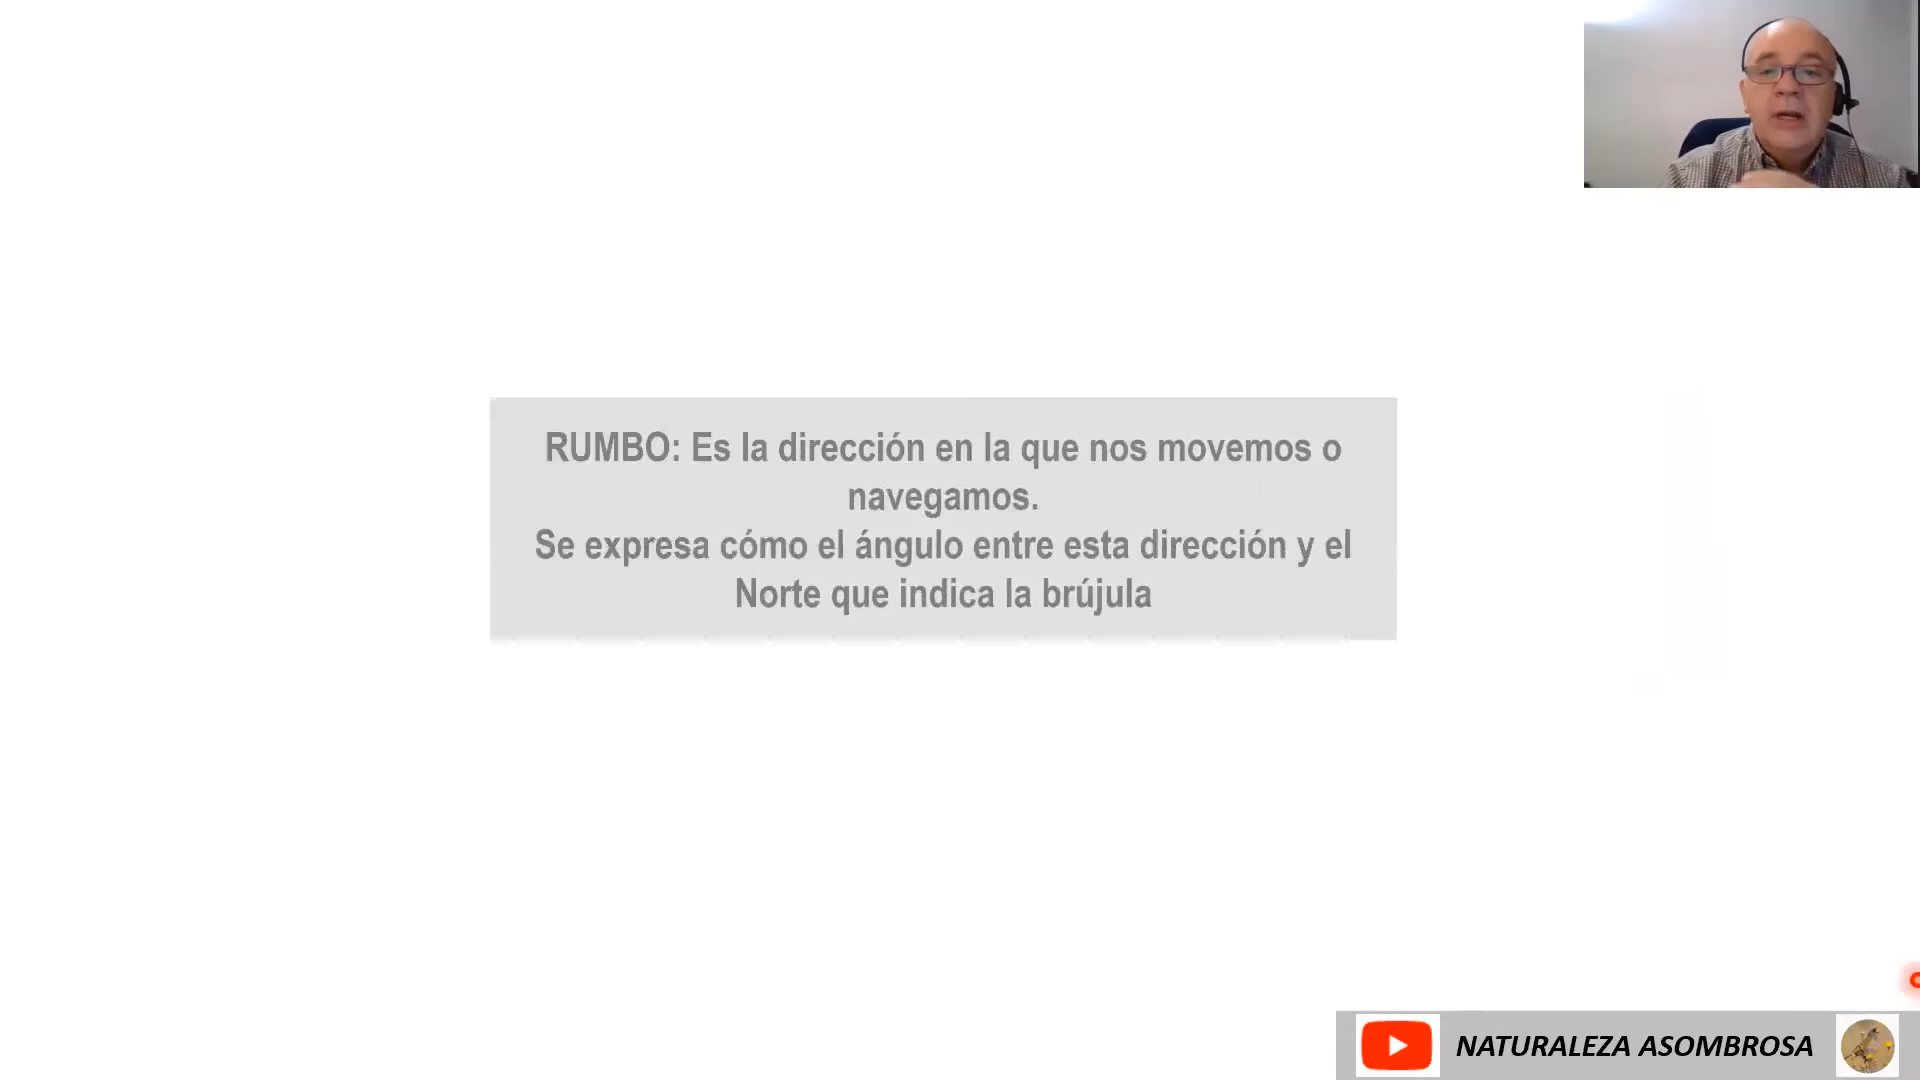 RUMBO: Es la dirección en la que nos movemos o
navegamos.
Se expresa cómo el ángulo entre esta dirección y el
Norte que indica la brújula
NATURALEZA ASOMBROSA